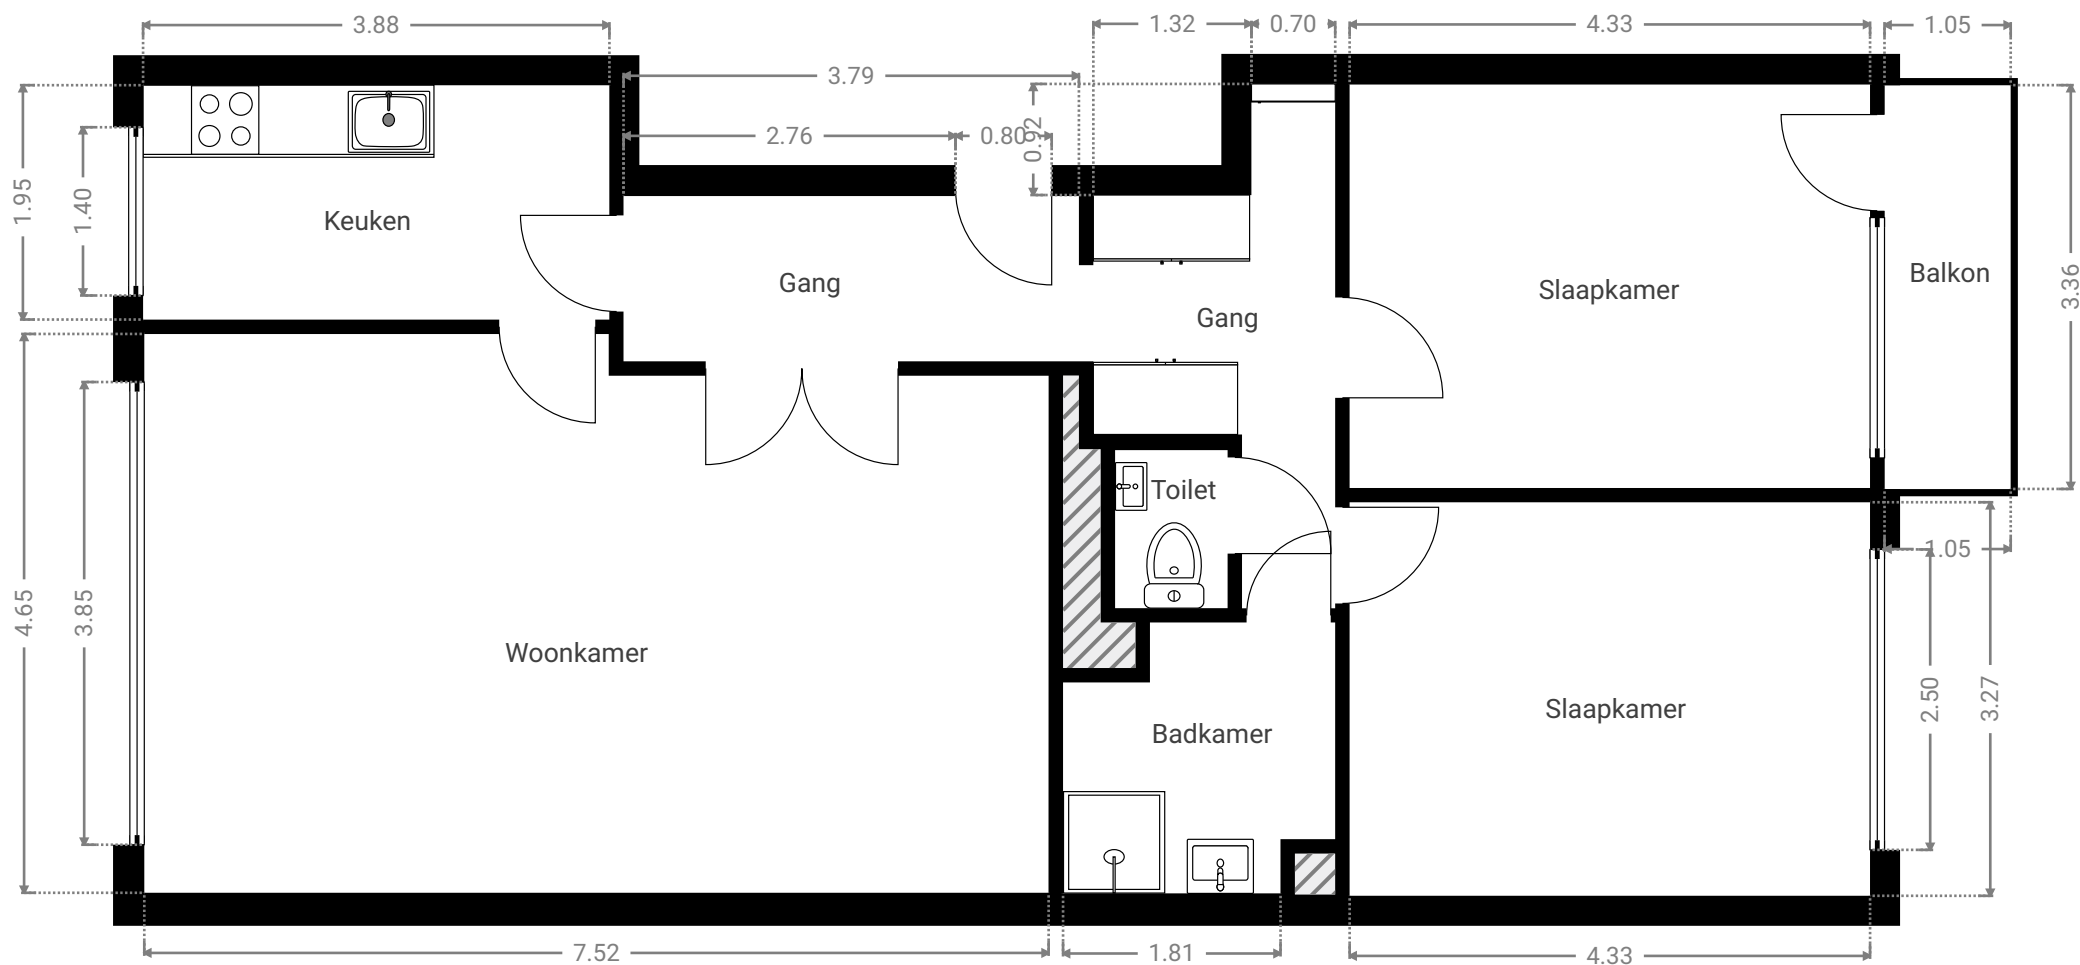 3.88
1.32
0.70
4.33
1.05
3.79
2.76
0.80
0.92
1.95
1.40
3.36
Keuken
Gang
Gang
Slaapkamer
Balkon
Toilet
1.05
4.65
3.85
Woonkamer
Badkamer
Slaapkamer
2.50
3.27
7.52
1.81
4.33